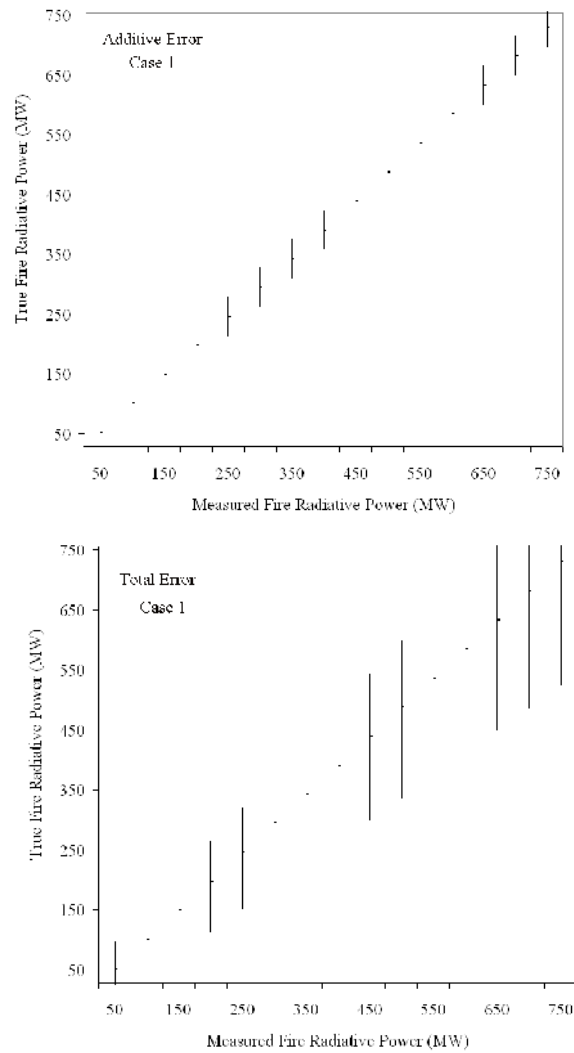 Additive Error
Case 1
True Fire Radiative Power (MW)
750
650
550
450
350
250
150
50
50 150 250 350 450 550 650 750
Measured Fire Radiative Power (MW)
Total Error
Case 1
True Fire Radiative Power (MW)
750
650
550
450
350
250
150
50
50 150 250 350 450 550 650 750
Measured Fire Radiative Power (MW)